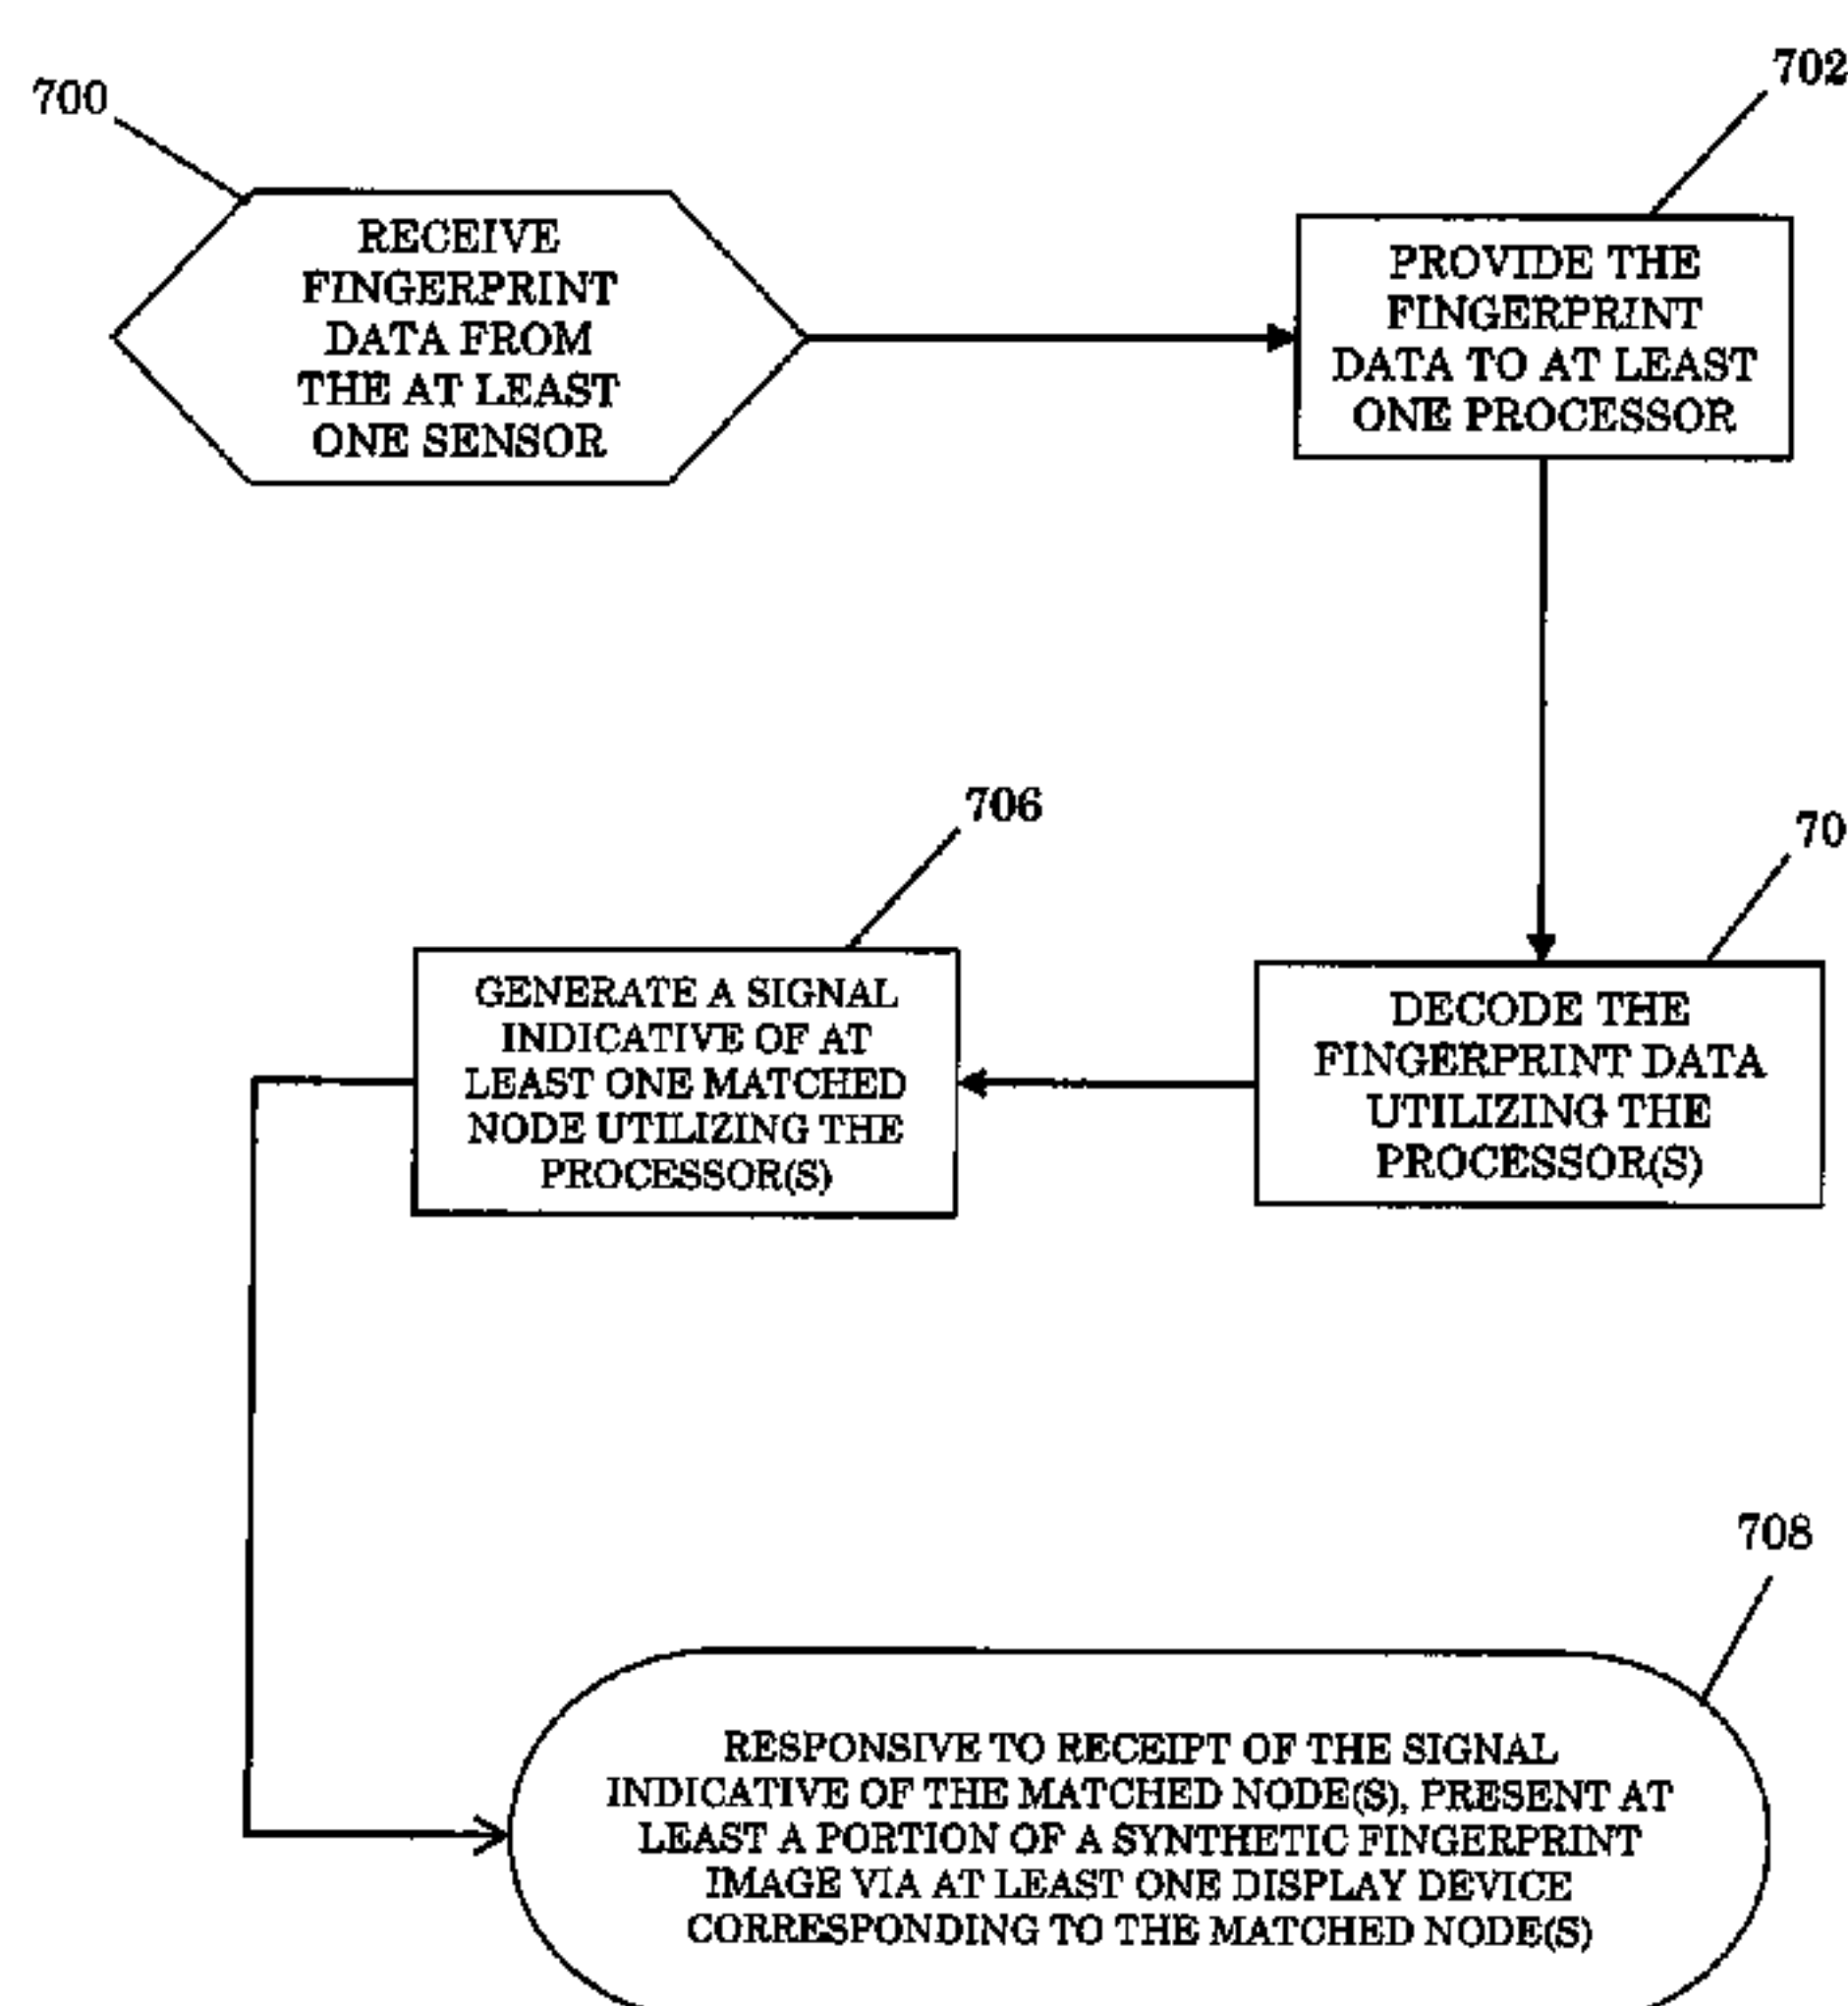 700
RECEIVE
FINGERPRINT
DATA FROM
THE AT LEAST
ONE SENSOR
702
PROVIDE THE
FINGERPRINT
DATA TO AT LEAST
ONE PROCESSOR
706
GENERATE A SIGNAL
INDICATIVE OF AT
LEAST ONE MATCHED
NODE UTILIZING THE
PROCESSOR(S)
70
DECODE THE
FINGERPRINT DATA
UTILIZING THE
PROCESSOR(S)
708
RESPONSIVE TO RECEIPT OF THE SIGNAL
INDICATIVE OF THE MATCHED NODE(S), PRESENT AT
LEAST A PORTION OF A SYNTHETIC FINGERPRINT
IMAGE VIA AT LEAST ONE DISPLAY DEVICE
CORRESPONDING TO THE MATCHED NODE(S)